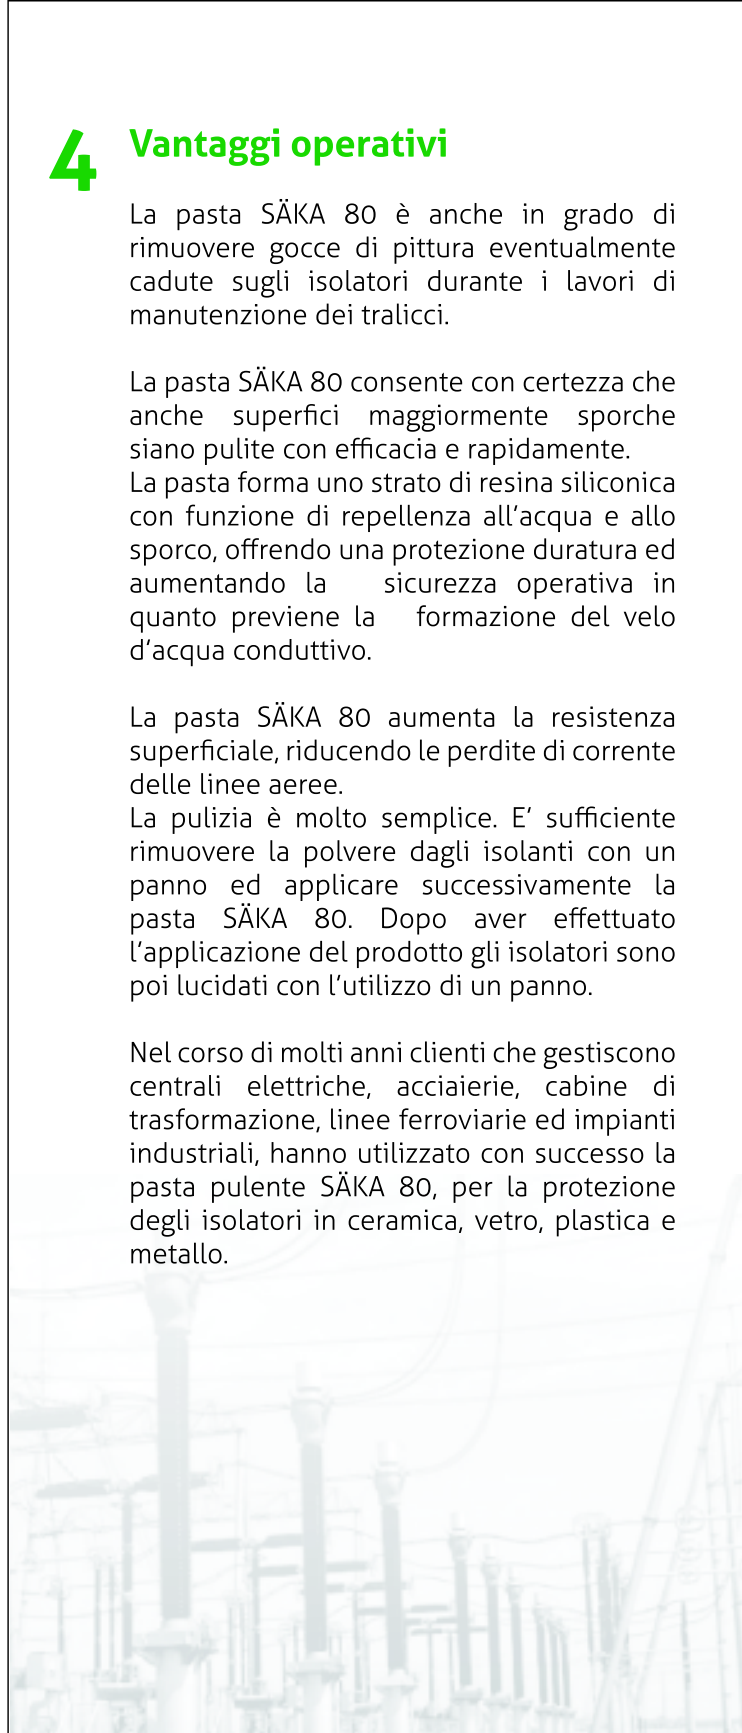 4 Vantaggi operativi
La pasta SÄKA 80 è anche in grado di
rimuovere gocce di pittura eventualmente
cadute sugli isolatori durante i lavori di
manutenzione dei tralicci.
La pasta SÄKA 80 consente con certezza che
anche superfici maggiormente sporche
siano pulite con efficacia e rapidamente.
La pasta forma uno strato di resina siliconica
con funzione di repellenza all'acqua e allo
sporco, offrendo una protezione duratura ed
aumentando la sicurezza operativa in
quanto previene la formazione del velo
d'acqua conduttivo.
La pasta SÄKA 80 aumenta la resistenza
superficiale, riducendo le perdite di corrente
delle linee aeree.
La pulizia è molto semplice. E' sufficiente
rimuovere la polvere dagli isolanti con un
panno ed applicare successivamente la
pasta SÄKA 80. Dopo aver effettuato
l'applicazione del prodotto gli isolatori sono
poi lucidati con l'utilizzo di un panno.
Nel corso di molti anni clienti che gestiscono
centrali elettriche, acciaierie, cabine di
trasformazione, linee ferroviarie ed impianti
industriali, hanno utilizzato con successo la
pasta pulente SÄKA 80, per la protezione
degli isolatori in ceramica, vetro, plastica e
metallo.